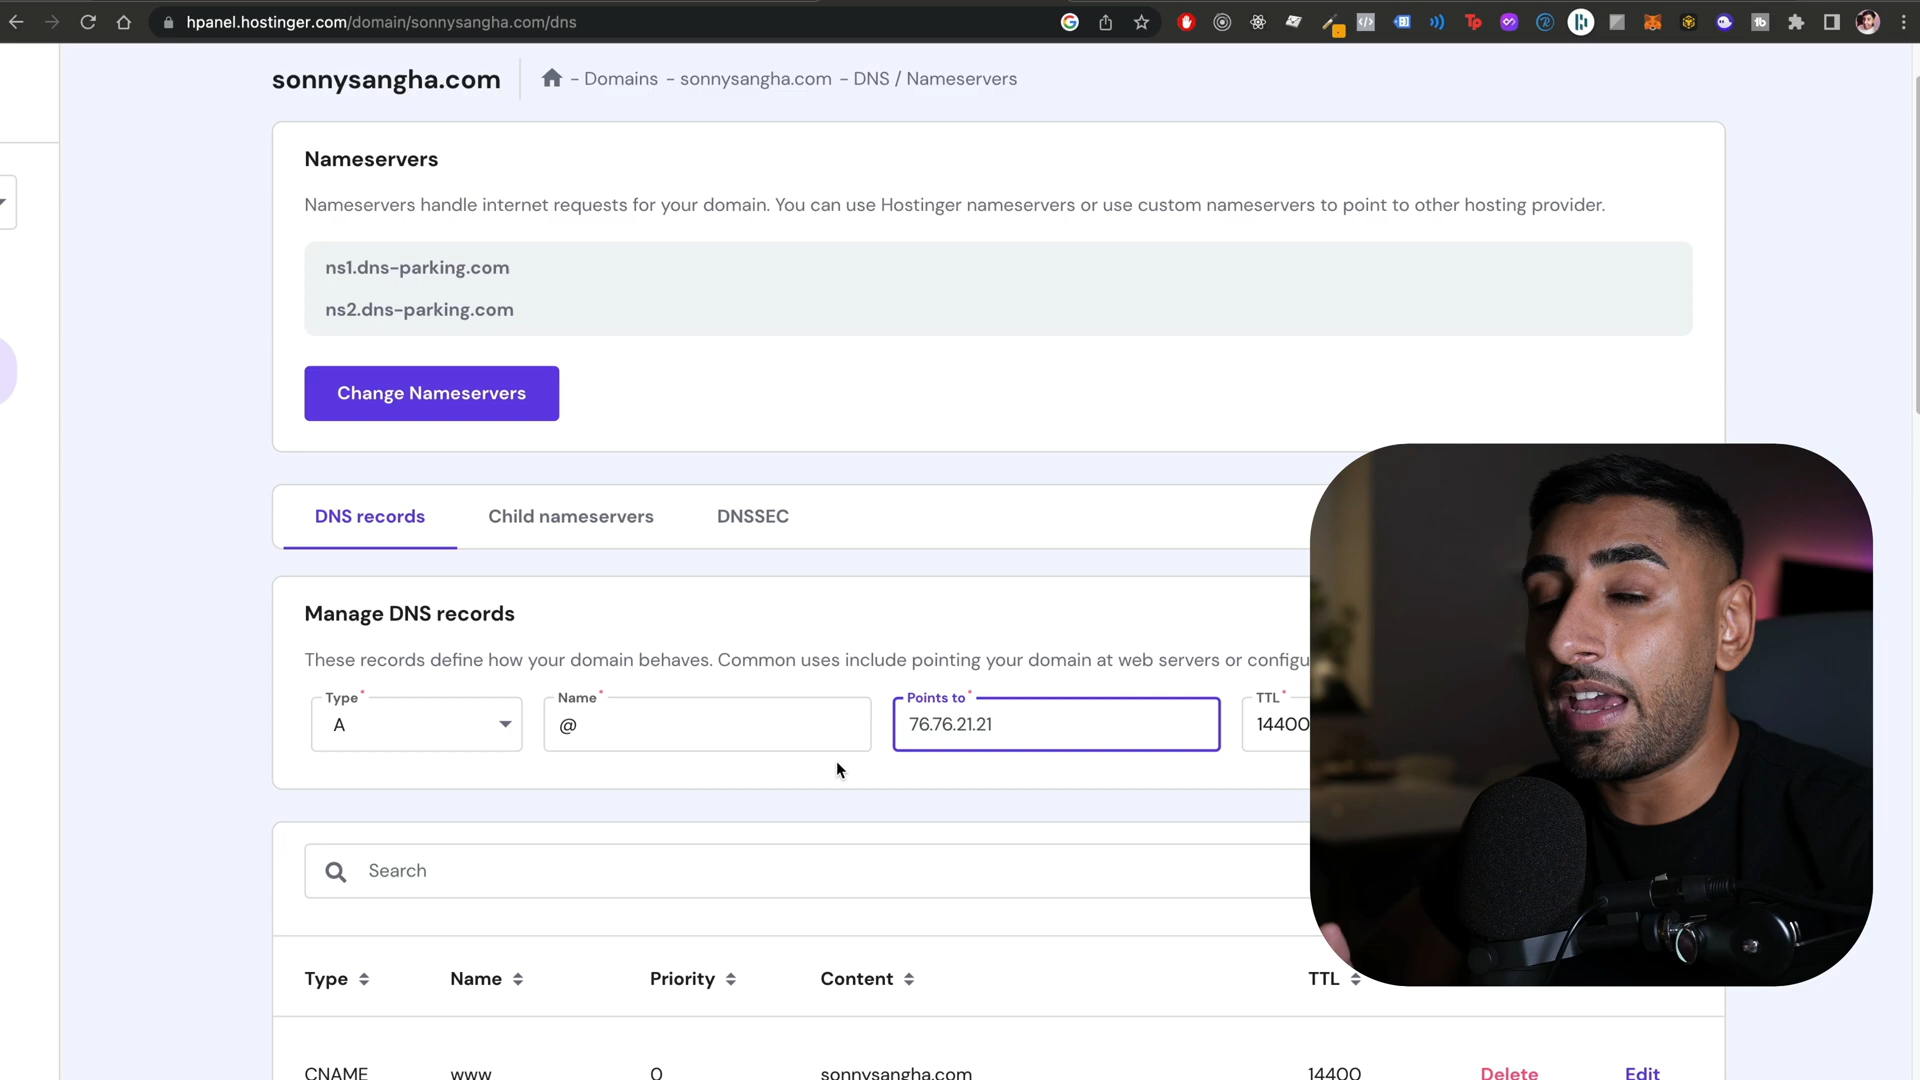 hpanel.hostinger.com/domain/sonnysangha.com/dns
sonnysangha.com
- Domains - sonnysangha.com - DNS / Nameservers
Nameservers
Nameservers handle internet requests for your domain. You can use Hostinger nameservers or use custom nameservers to point to other hosting provider.
ns1.dns-parking.com
ns2.dns-parking.com
Change Nameservers
DNS records Child nameservers DNSSEC
Manage DNS records
These records define how your domain behaves. Common uses include pointing your domain at web servers or configu
Type* Name* Points to* TTL*
A @ 76.76.21.21 14400
Search
Type Name Priority Content TTL
CNAME www 0 sonnysangha.com 14400 Delete Edit